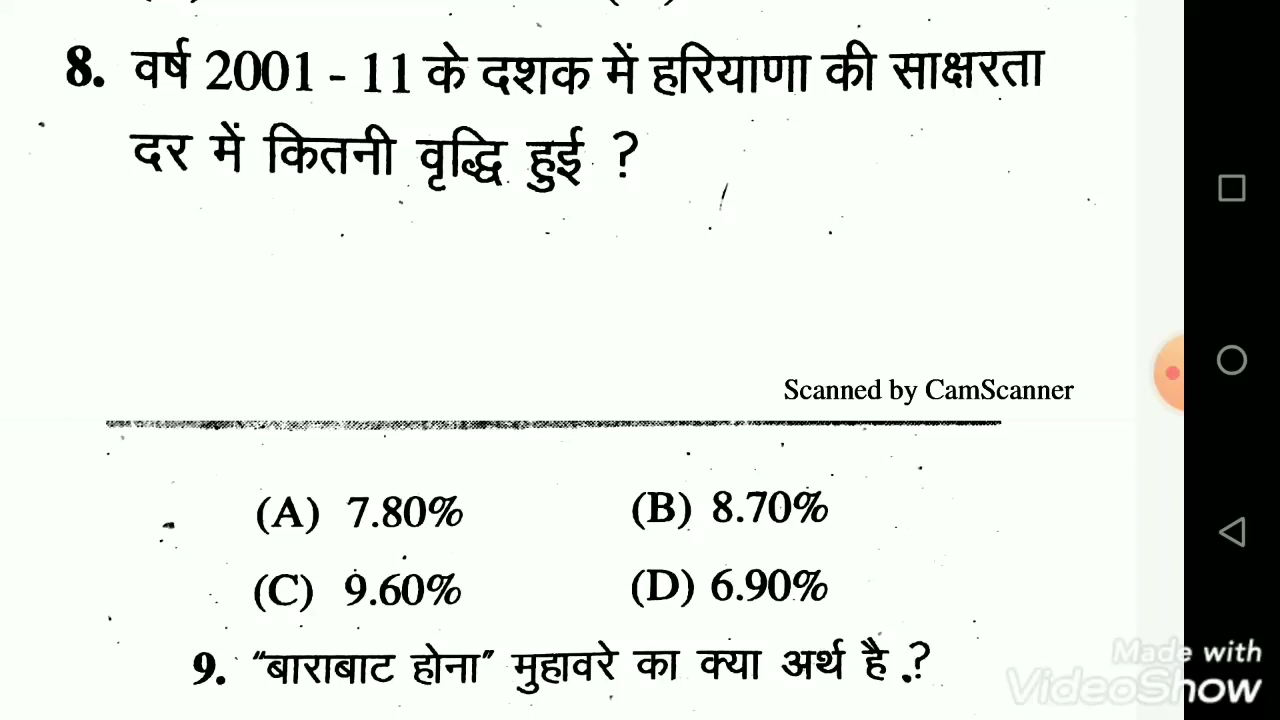 8. वर्ष 2001 - 11 के दशक में हरियाणा की साक्षरता
दर में कितनी वृद्धि हुई ?
Scanned by CamScanner
(A) 7.80% (B) 8.70%
(C) 9.60% (D) 6.90%
9. "बाराबाट होना" मुहावरे का क्या अर्थ है ?
Made with
VideoShow